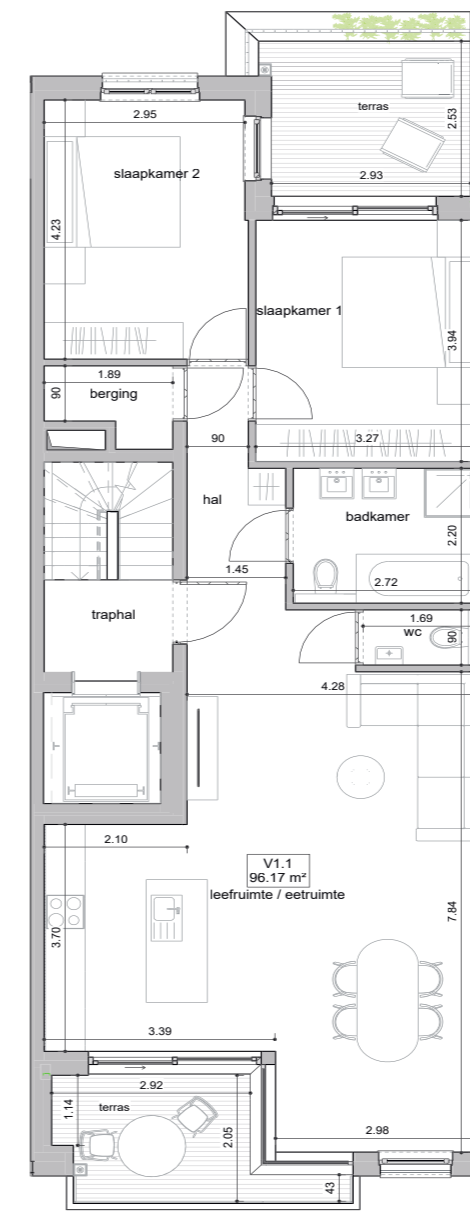 terras
2.53
2.93
2.95
slaapkamer 2
4.23
slaapkamer 1
3.94
1.89
90
berging
90
3.27
hal
badkamer
2.20
1.45
2.72
traphal
1.69
wc
90
4.28
2.10
V1.1
96.17 m²
leefruimte / eetruimte
3.70
7.84
3.39
2.92
1.14
terras
2.05
2.98
43